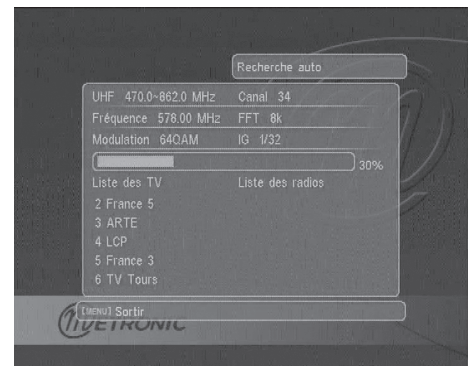 Recherche auto
UHF 470.0~862.0 MHz Canal 34
Fréquence 578.00 MHz FFT 8k
Modulation 64QAM IG 1/32
30%
Liste des TV Liste des radios
2 France 5
3 ARTE
4 LCP
5 France 3
6 TV Tours
[MENU] Sortir
METRONIC